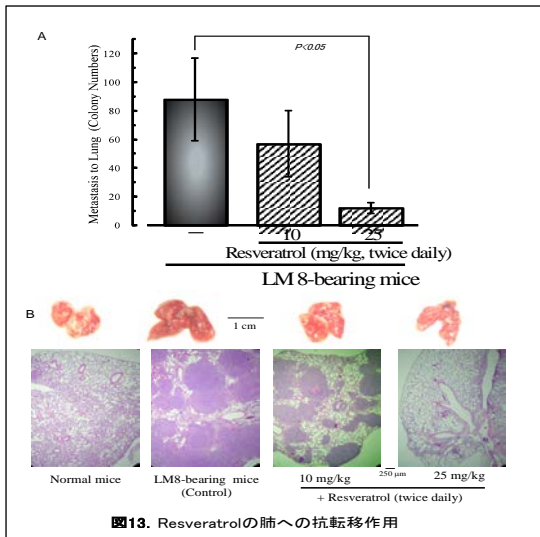 A
P<0.05
Metastasis to Lung (Colony Numbers)
120
100
80
60
40
20
0
— 10 25
Resveratrol (mg/kg, twice daily)
LM 8-bearing mice
B
1 cm
Normal mice
LM8-bearing mice
(Control)
10 mg/kg 250 μm 25 mg/kg
+ Resveratrol (twice daily)
図13. Resveratrolの肺への抗転移作用